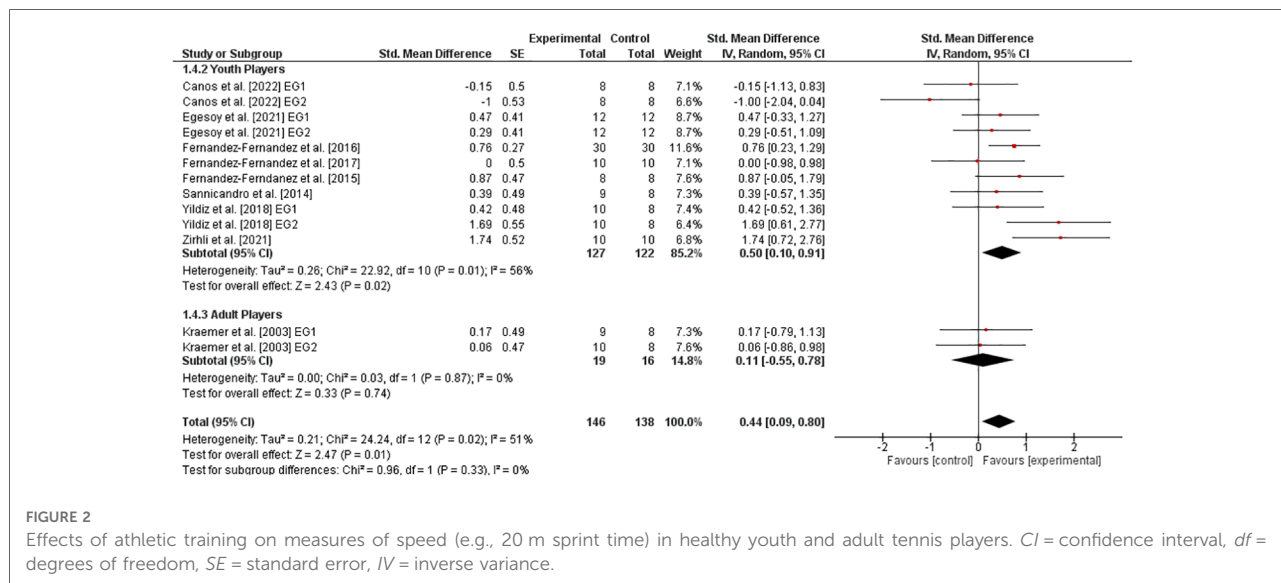 Experimental Control Std. Mean Difference Std. Mean Difference
Study or Subgroup Std. Mean Difference SE Total Total Weight IV, Random, 95% CI IV, Random, 95% CI
1.4.2 Youth Players
Canos et al. [2022] EG1 -0.15 0.5 8 8 7.1% -0.15 [-1.13, 0.83]
Canos et al. [2022] EG2 -1 0.53 8 8 6.6% -1.00 [-2.04, 0.04]
Egesoy et al. [2021] EG1 0.47 0.41 12 12 8.7% 0.47 [-0.33, 1.27]
Egesoy et al. [2021] EG2 0.29 0.41 12 12 8.7% 0.29 [-0.51, 1.09]
Fernandez-Fernandez et al. [2016] 0.76 0.27 30 30 11.6% 0.76 [0.23, 1.29]
Fernandez-Fernandez et al. [2017] 0 0.5 10 10 7.1% 0.00 [-0.98, 0.98]
Fernandez-Ferndanez et al. [2015] 0.87 0.47 8 8 7.6% 0.87 [-0.05, 1.79]
Sannicandro et al. [2014] 0.39 0.49 9 8 7.3% 0.39 [-0.57, 1.35]
Yildiz et al. [2018] EG1 0.42 0.48 10 8 7.4% 0.42 [-0.52, 1.36]
Yildiz et al. [2018] EG2 1.69 0.55 10 8 6.4% 1.69 [0.61, 2.77]
Zirhli et al. [2021] 1.74 0.52 10 10 6.8% 1.74 [0.72, 2.76]
Subtotal (95% CI) 127 122 85.2% 0.50 [0.10, 0.91]
Heterogeneity: Tau² = 0.26; Chi² = 22.92, df = 10 (P = 0.01); I² = 56%
Test for overall effect: Z = 2.43 (P = 0.02)
1.4.3 Adult Players
Kraemer et al. [2003] EG1 0.17 0.49 9 8 7.3% 0.17 [-0.79, 1.13]
Kraemer et al. [2003] EG2 0.06 0.47 10 8 7.6% 0.06 [-0.86, 0.98]
Subtotal (95% CI) 19 16 14.8% 0.11 [-0.55, 0.78]
Heterogeneity: Tau² = 0.00; Chi² = 0.03, df = 1 (P = 0.87); I² = 0%
Test for overall effect: Z = 0.33 (P = 0.74)
Total (95% CI) 146 138 100.0% 0.44 [0.09, 0.80]
Heterogeneity: Tau² = 0.21; Chi² = 24.24, df = 12 (P = 0.02); I² = 51%
Test for overall effect: Z = 2.47 (P = 0.01)
Test for subgroup differences: Chi² = 0.96, df = 1 (P = 0.33), I² = 0%
-2 -1 0 1 2
Favours [control] Favours [experimental]
FIGURE 2
Effects of athletic training on measures of speed (e.g., 20 m sprint time) in healthy youth and adult tennis players. CI = confidence interval, df =
degrees of freedom, SE = standard error, IV = inverse variance.